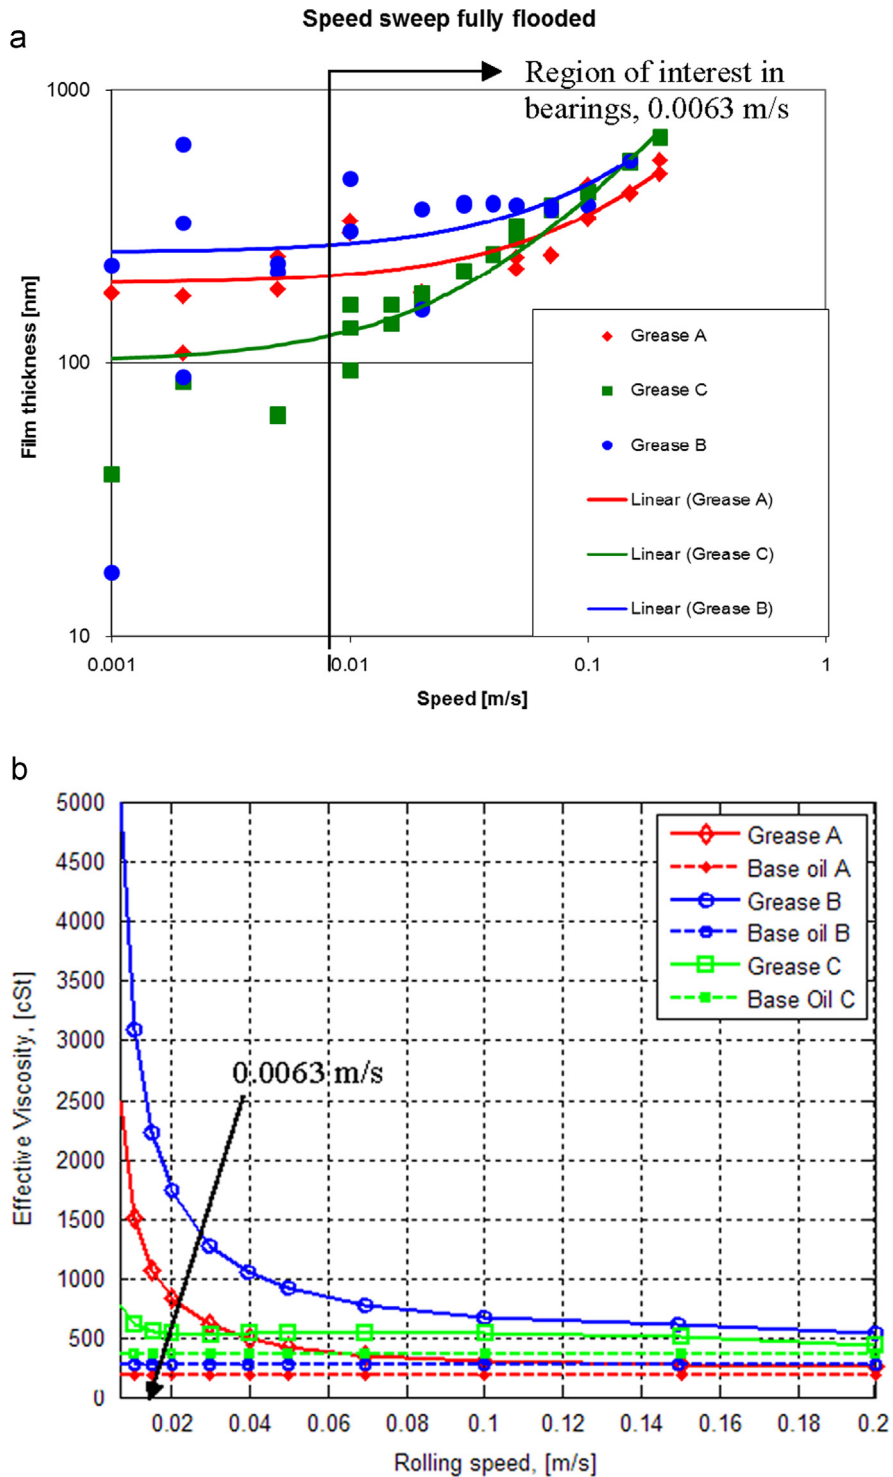 Speed sweep fully flooded
a
Region of interest in
bearings, 0.0063 m/s
1000
100
10
Film thickness [nm]
Grease A
Grease C
Grease B
Linear (Grease A)
Linear (Grease C)
Linear (Grease B)
0.001
0.01
0.1
1
Speed [m/s]
b
5000
4500
4000
3500
3000
2500
2000
1500
1000
500
0
Effective Viscosity, [cSt]
Grease A
Base oil A
Grease B
Base oil B
Grease C
Base Oil C
0.0063 m/s
0.02
0.04
0.06
0.08
0.1
0.12
0.14
0.16
0.18
0.2
Rolling speed, [m/s]